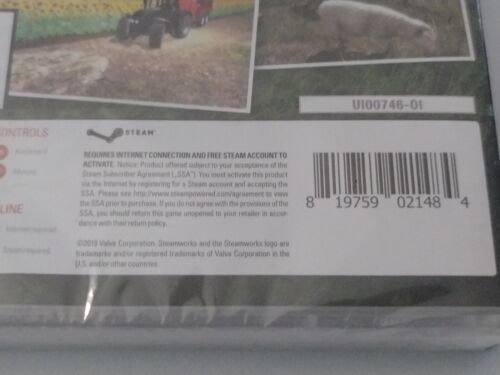 UI00746-01
CONTROLS
Keyboard
Mouse
LINE
Internet required.
Steam required.
STEAM
REQUIRES INTERNET CONNECTION AND FREE STEAM ACCOUNT TO
ACTIVATE. Notice: Product offered subject to your acceptance of the
Steam Subscriber Agreement („SSA“). You must activate this product
via the Internet by registering for a Steam account and accepting the
SSA. Please see http://www.steampowered.com/agreement to view
the SSA prior to purchase. If you do not agree with the provisions of the
SSA, you should return this game unopened to your retailer in accor-
dance with their return policy.
©2019 Valve Corporation, Steamworks and the Steamworks logo are
trademarks and/or registered trademarks of Valve Corporation in the
U.S. and/or other countries.
8 19759 02148 4